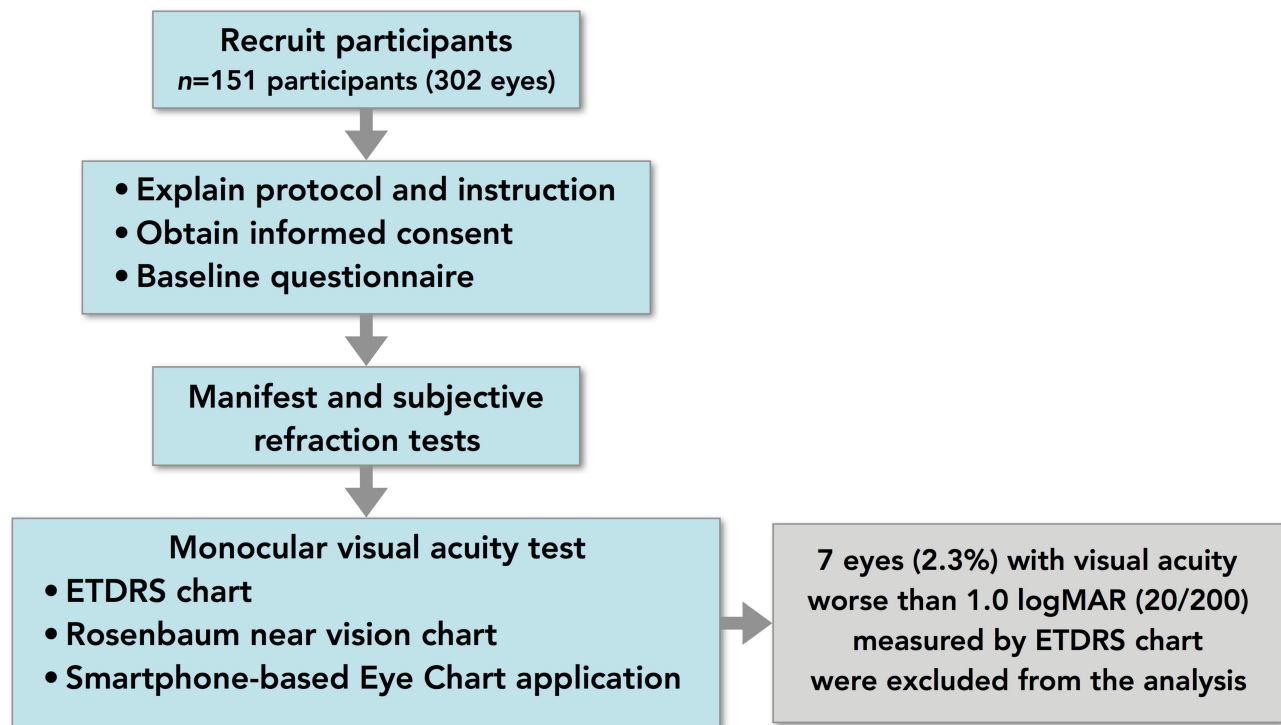 Recruit participants
n=151 participants (302 eyes)
• Explain protocol and instruction
• Obtain informed consent
• Baseline questionnaire
Manifest and subjective
refraction tests
Monocular visual acuity test
• ETDRS chart
• Rosenbaum near vision chart
• Smartphone-based Eye Chart application
7 eyes (2.3%) with visual acuity
worse than 1.0 logMAR (20/200)
measured by ETDRS chart
were excluded from the analysis